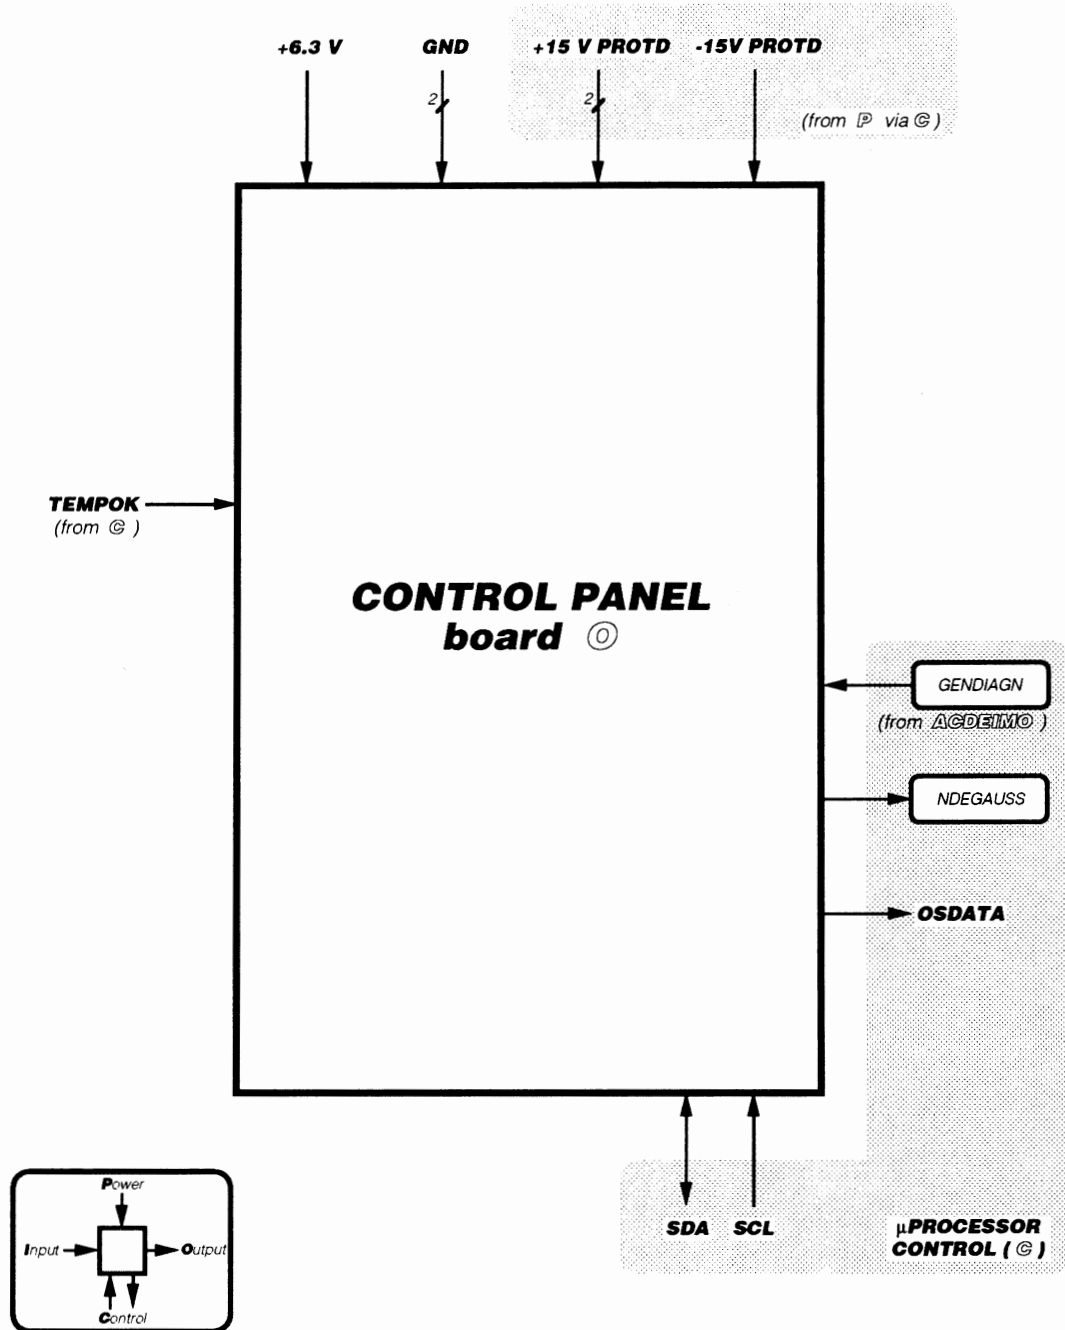 +6.3 V GND +15 V PROTD -15V PROTD
2 2
(from P via C)
TEMPOK
(from C )
CONTROL PANEL
board O
GENDIAGN
(from ACDEIMO )
NDEGAUSS
OSDATA
SDA SCL
µPROCESSOR
CONTROL ( C )
Power
Input Output
Control